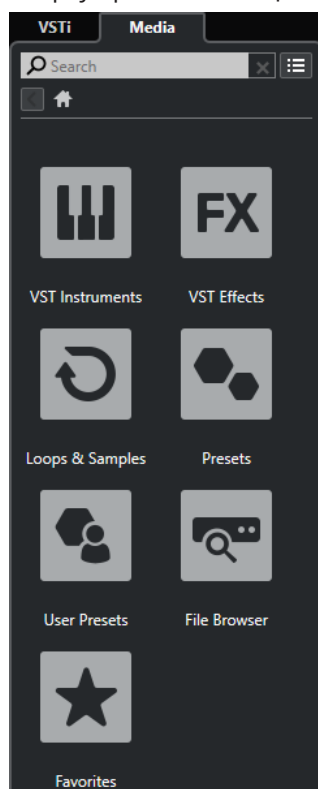 VSTi Media
Search
VST Instruments VST Effects
FX
Loops & Samples Presets
User Presets File Browser
Favorites